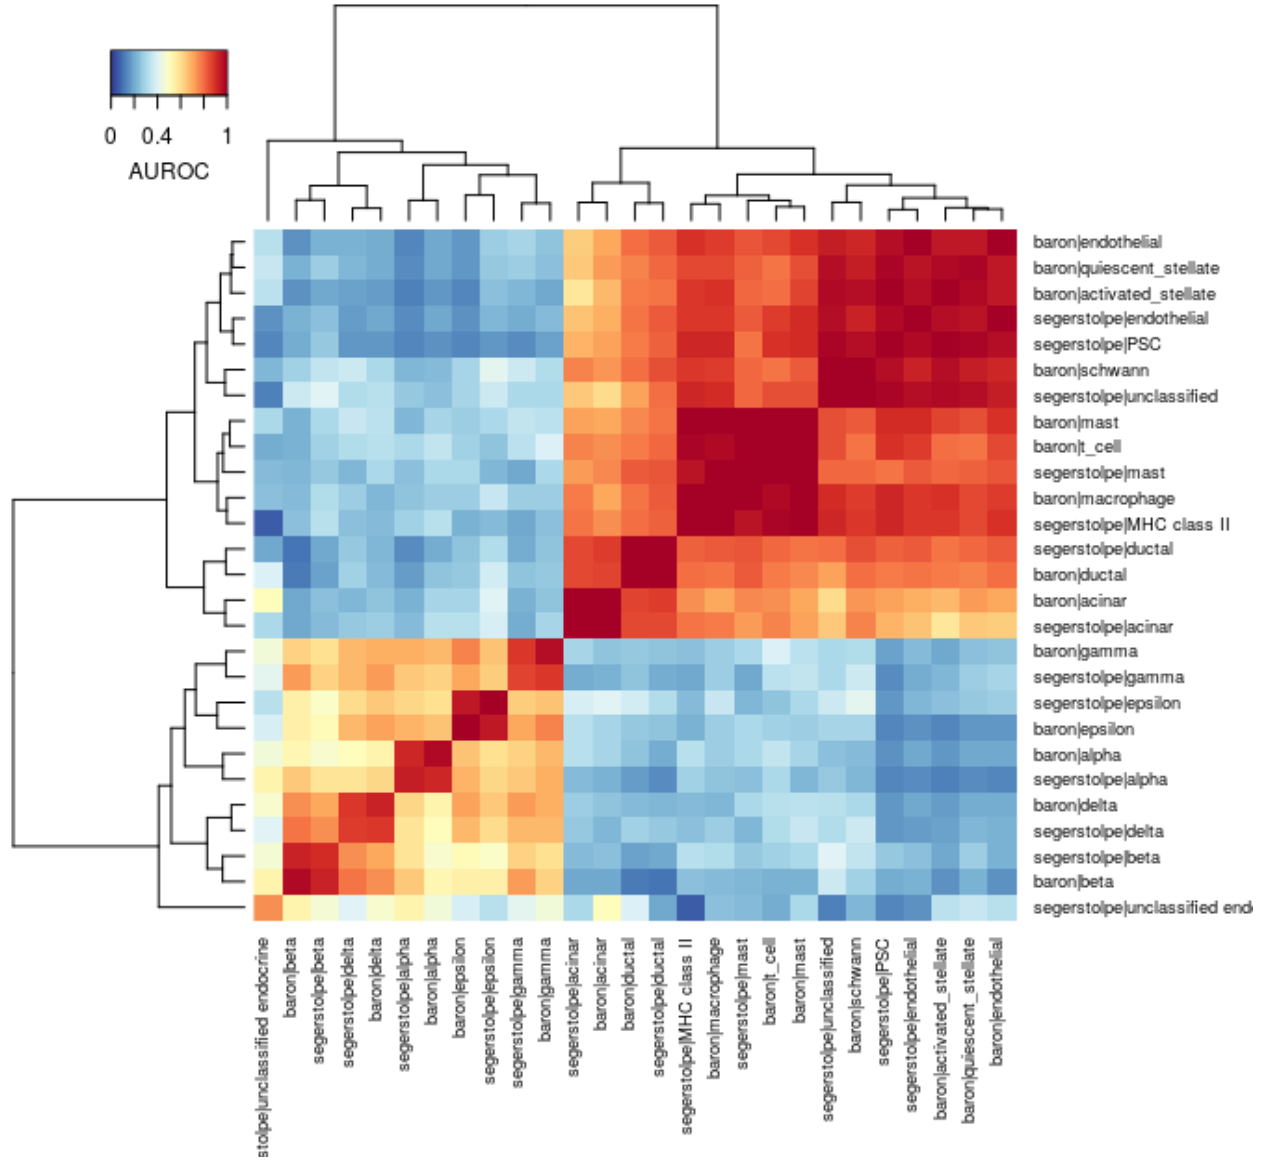 0 0.4 1
AUROC
baron|endothelial
baron|quiescent_stellate
baron|activated_stellate
segerstolpe|endothelial
segerstolpe|PSC
baron|schwann
segerstolpe|unclassified
baron|mast
baron|t_cell
segerstolpe|mast
baron|macrophage
segerstolpe|MHC class II
segerstolpe|ductal
baron|ductal
baron|acinar
segerstolpe|acinar
baron|gamma
segerstolpe|gamma
segerstolpe|epsilon
baron|epsilon
baron|alpha
segerstolpe|alpha
baron|delta
segerstolpe|delta
segerstolpe|beta
baron|beta
segerstolpe|unclassified end
stolpe|unclassified endocrine
baron|beta
segerstolpe|beta
segerstolpe|delta
baron|delta
segerstolpe|alpha
baron|alpha
baron|epsilon
segerstolpe|epsilon
segerstolpe|gamma
baron|gamma
segerstolpe|acinar
baron|acinar
baron|ductal
segerstolpe|ductal
segerstolpe|MHC class II
baron|macrophage
segerstolpe|mast
baron|t_cell
baron|mast
segerstolpe|unclassified
baron|schwann
segerstolpe|PSC
segerstolpe|endothelial
baron|activated_stellate
baron|quiescent_stellate
baron|endothelial